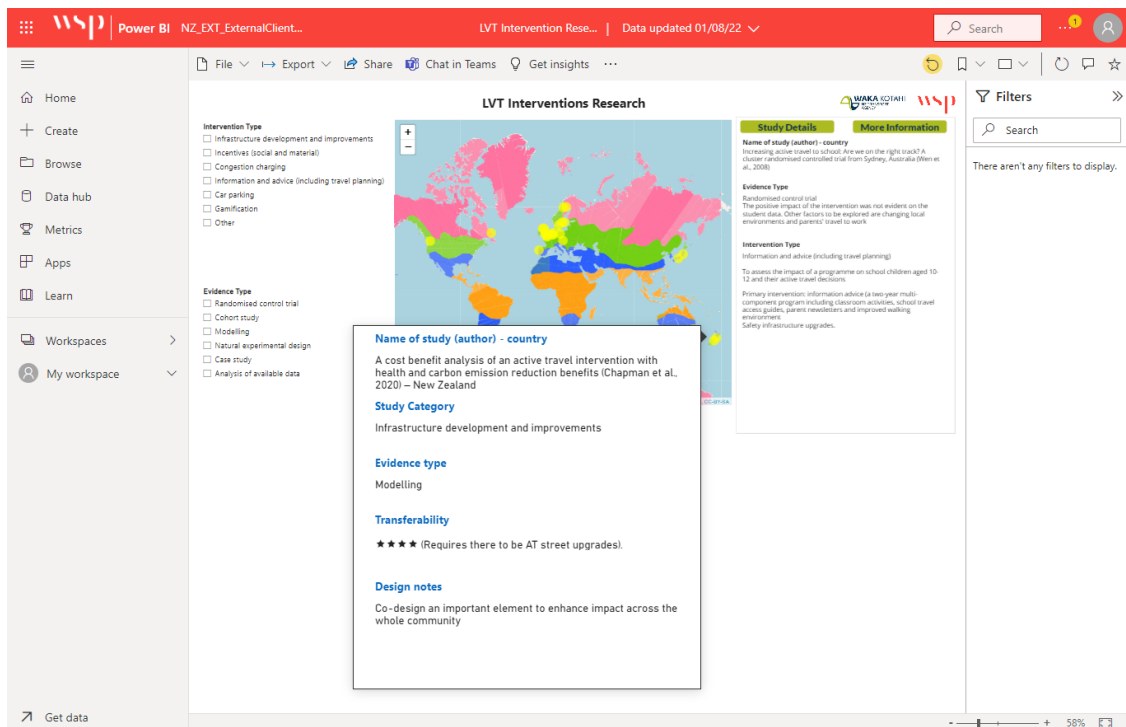 wsp
Power BI NZ_EXT_ExternalClient...
LVT Intervention Rese... | Data updated 01/08/22
Search
1
File
Export
Share
Chat in Teams
Get insights
...
Home
Create
Browse
Data hub
Metrics
Apps
Learn
Workspaces
My workspace
Get data
LVT Interventions Research
WAKA KOTAHI
wsp
Intervention Type
Infrastructure development and improvements
Incentives (social and material)
Congestion charging
Information and advice (including travel planning)
Car parking
Gamification
Other
Evidence Type
Randomised control trial
Cohort study
Modelling
Natural experimental design
Case study
Analysis of available data
+
-
Study Details
More Information
Name of study (author) - country
Increasing active travel to school: Are we on the right track? A
cluster randomised controlled trial from Sydney, Australia (Wen et
al., 2008)
Evidence Type
Randomised control trial
The positive impact of the intervention was not evident on the
student data. Other factors to be explored are changing local
environments and parents' travel to work
Intervention Type
Information and advice (including travel planning)
To assess the impact of a programme on school children aged 10-
12 and their active travel decisions
Primary intervention: information advice (a two-year multi-
component program including classroom activities, school travel
access guides, parent newsletters and improved walking
environment
Safety infrastructure upgrades.
Name of study (author) - country
A cost benefit analysis of an active travel intervention with
health and carbon emission reduction benefits (Chapman et al.,
2020) – New Zealand
Study Category
Infrastructure development and improvements
Evidence type
Modelling
Transferability
★★★★ (Requires there to be AT street upgrades).
Design notes
Co-design an important element to enhance impact across the
whole community
Filters
Search
There aren't any filters to display.
- + 58%